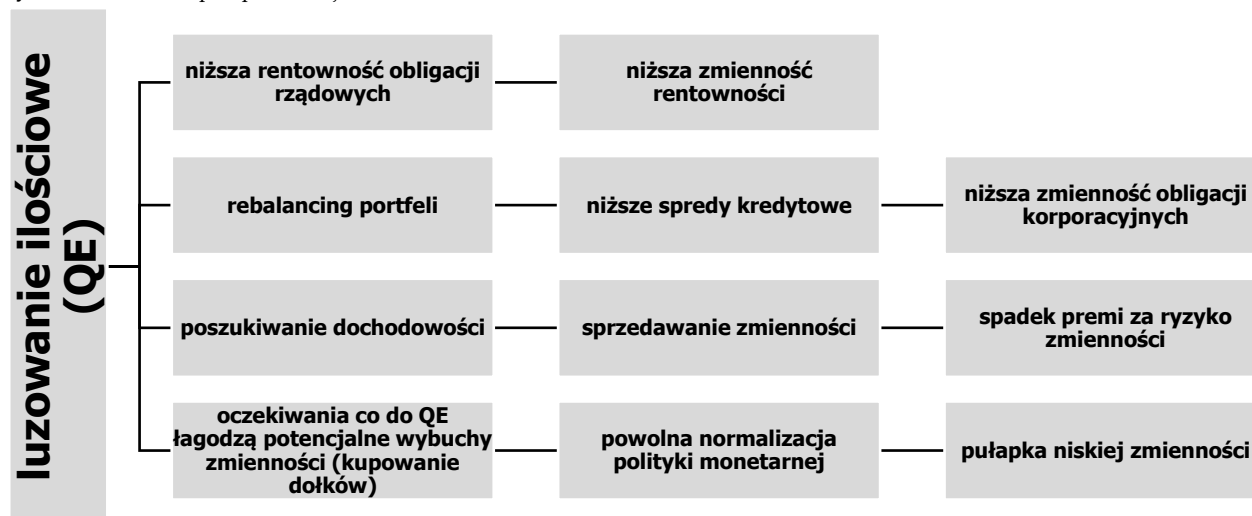 luzowanie ilościowe
(QE)
niższa rentowność obligacji
rządowych
niższa zmienność
rentowności
rebalancing portfeli
niższe spredy kredytowe
niższa zmienność obligacji
korporacyjnych
poszukiwanie dochodowości
sprzedawanie zmienności
spadek premi za ryzyko
zmienności
oczekiwania co do QE
łagodzą potencjalne wybuchy
zmienności (kupowanie
dołków)
powolna normalizacja
polityki monetarnej
pułapka niskiej zmienności